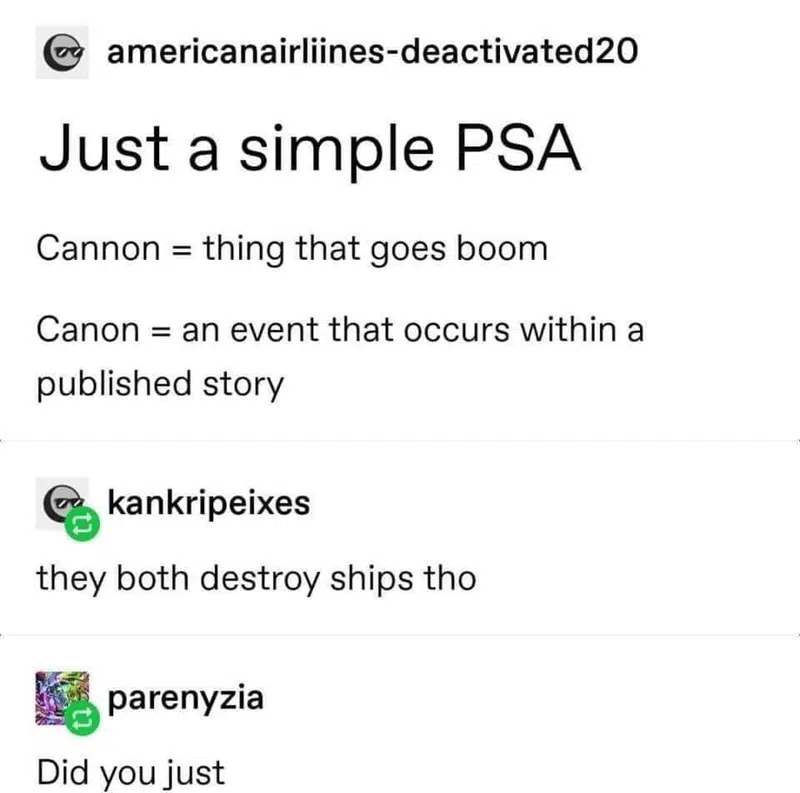 americanairliines-deactivated20
Just a simple PSA
Cannon = thing that goes boom
Canon = an event that occurs within a
published story
kankripeixes
they both destroy ships tho
parenyzia
Did you just